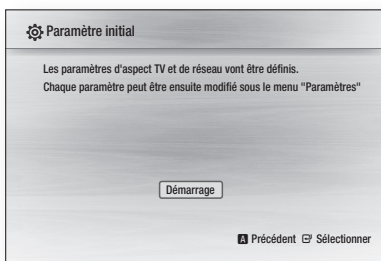 Paramètre initial
Les paramètres d'aspect TV et de réseau vont être définis.
Chaque paramètre peut être ensuite modifié sous le menu "Paramètres"
Démarrage
A Précédent Sélectionner